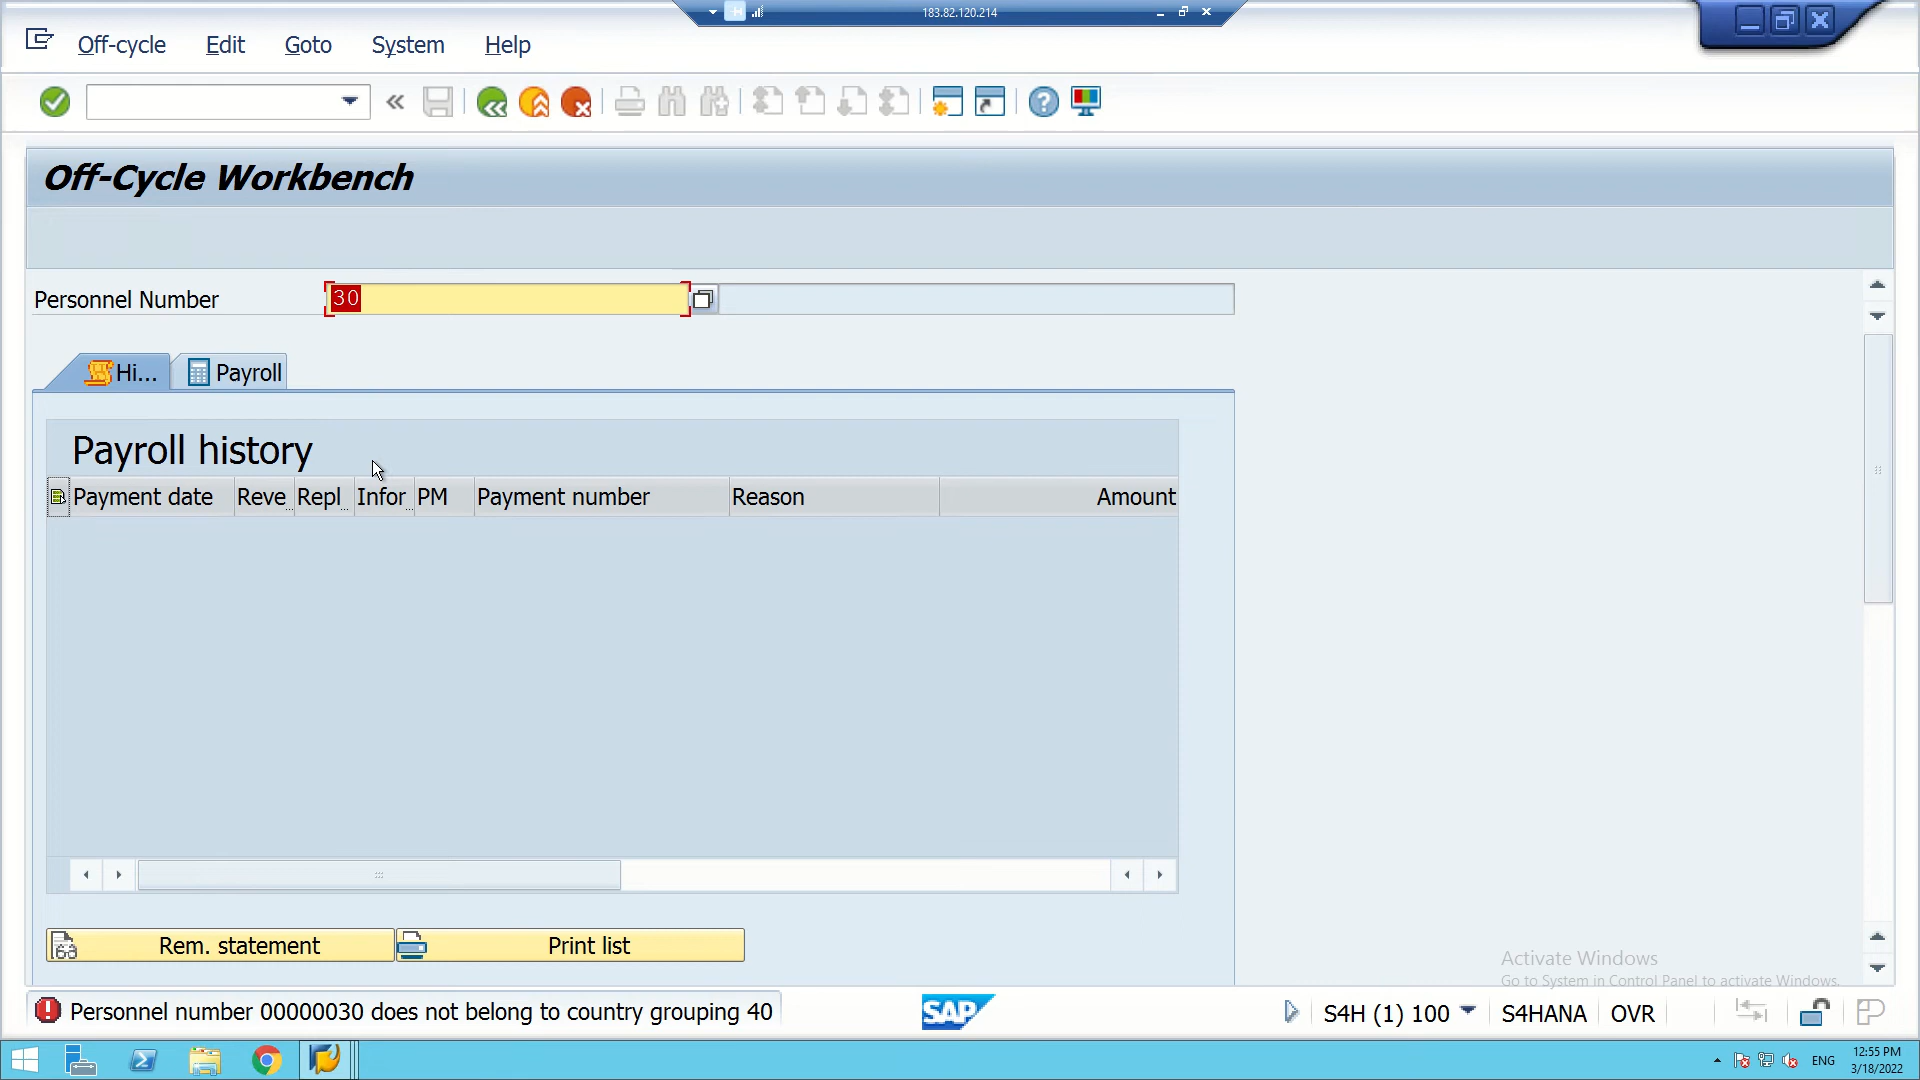 183.82.120.214
Off-cycle Edit Goto System Help
Off-Cycle Workbench
Personnel Number 30
Hi... Payroll
Payroll history
Payment date Reve.. Repl... Infor.. PM Payment number Reason Amount
Rem. statement Print list
Activate Windows
Go to System in Control Panel to activate Windows.
Personnel number 00000030 does not belong to country grouping 40 SAP S4H (1) 100 S4HANA OVR
ENG 12:55 PM
3/18/2022